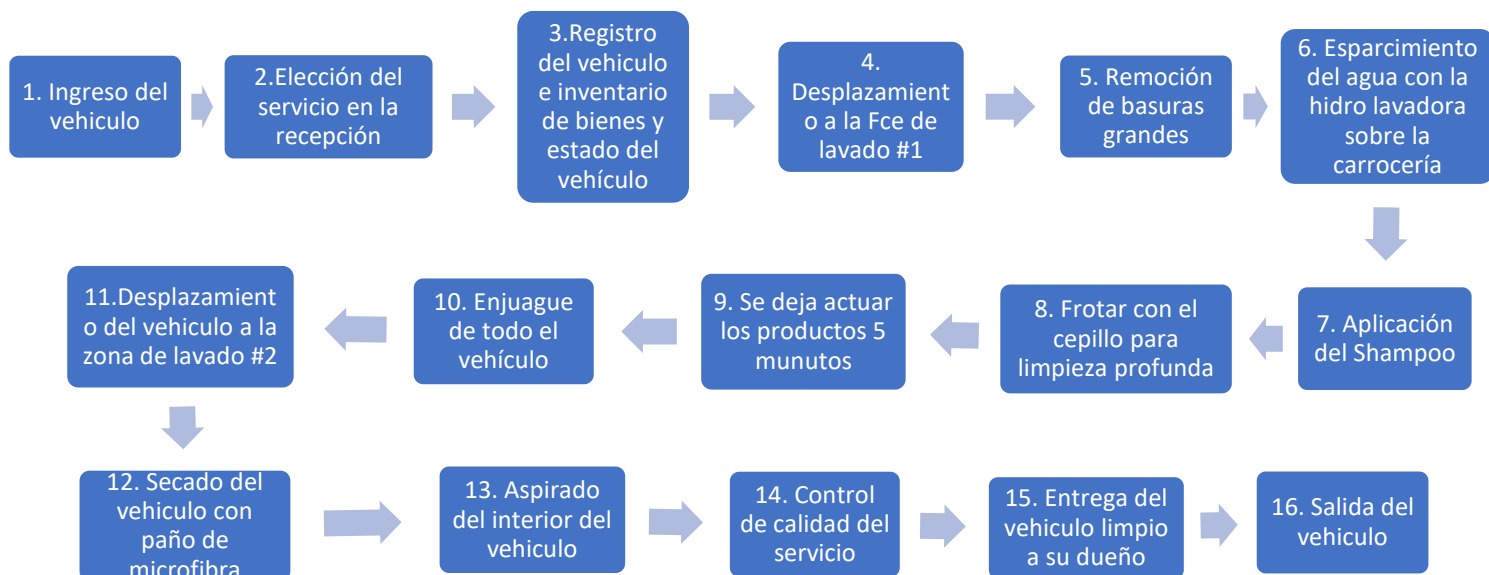 1. Ingreso del
vehiculo
2.Elección del
servicio en la
recepción
3.Registro
del vehiculo
e inventario
de bienes y
estado del
vehículo
4.
Desplazamient
o a la Fce de
lavado #1
5. Remoción
de basuras
grandes
6. Esparcimiento
del agua con la
hidro lavadora
sobre la
carrocería
7. Aplicación
del Shampoo
8. Frotar con el
cepillo para
limpieza profunda
9. Se deja actuar
los productos 5
munutos
10. Enjuague
de todo el
vehículo
11.Desplazamient
o del vehiculo a la
zona de lavado #2
12. Secado del
vehiculo con
paño de
microfibra
13. Aspirado
del interior del
vehiculo
14. Control
de calidad del
servicio
15. Entrega del
vehiculo limpio
a su dueño
16. Salida del
vehiculo